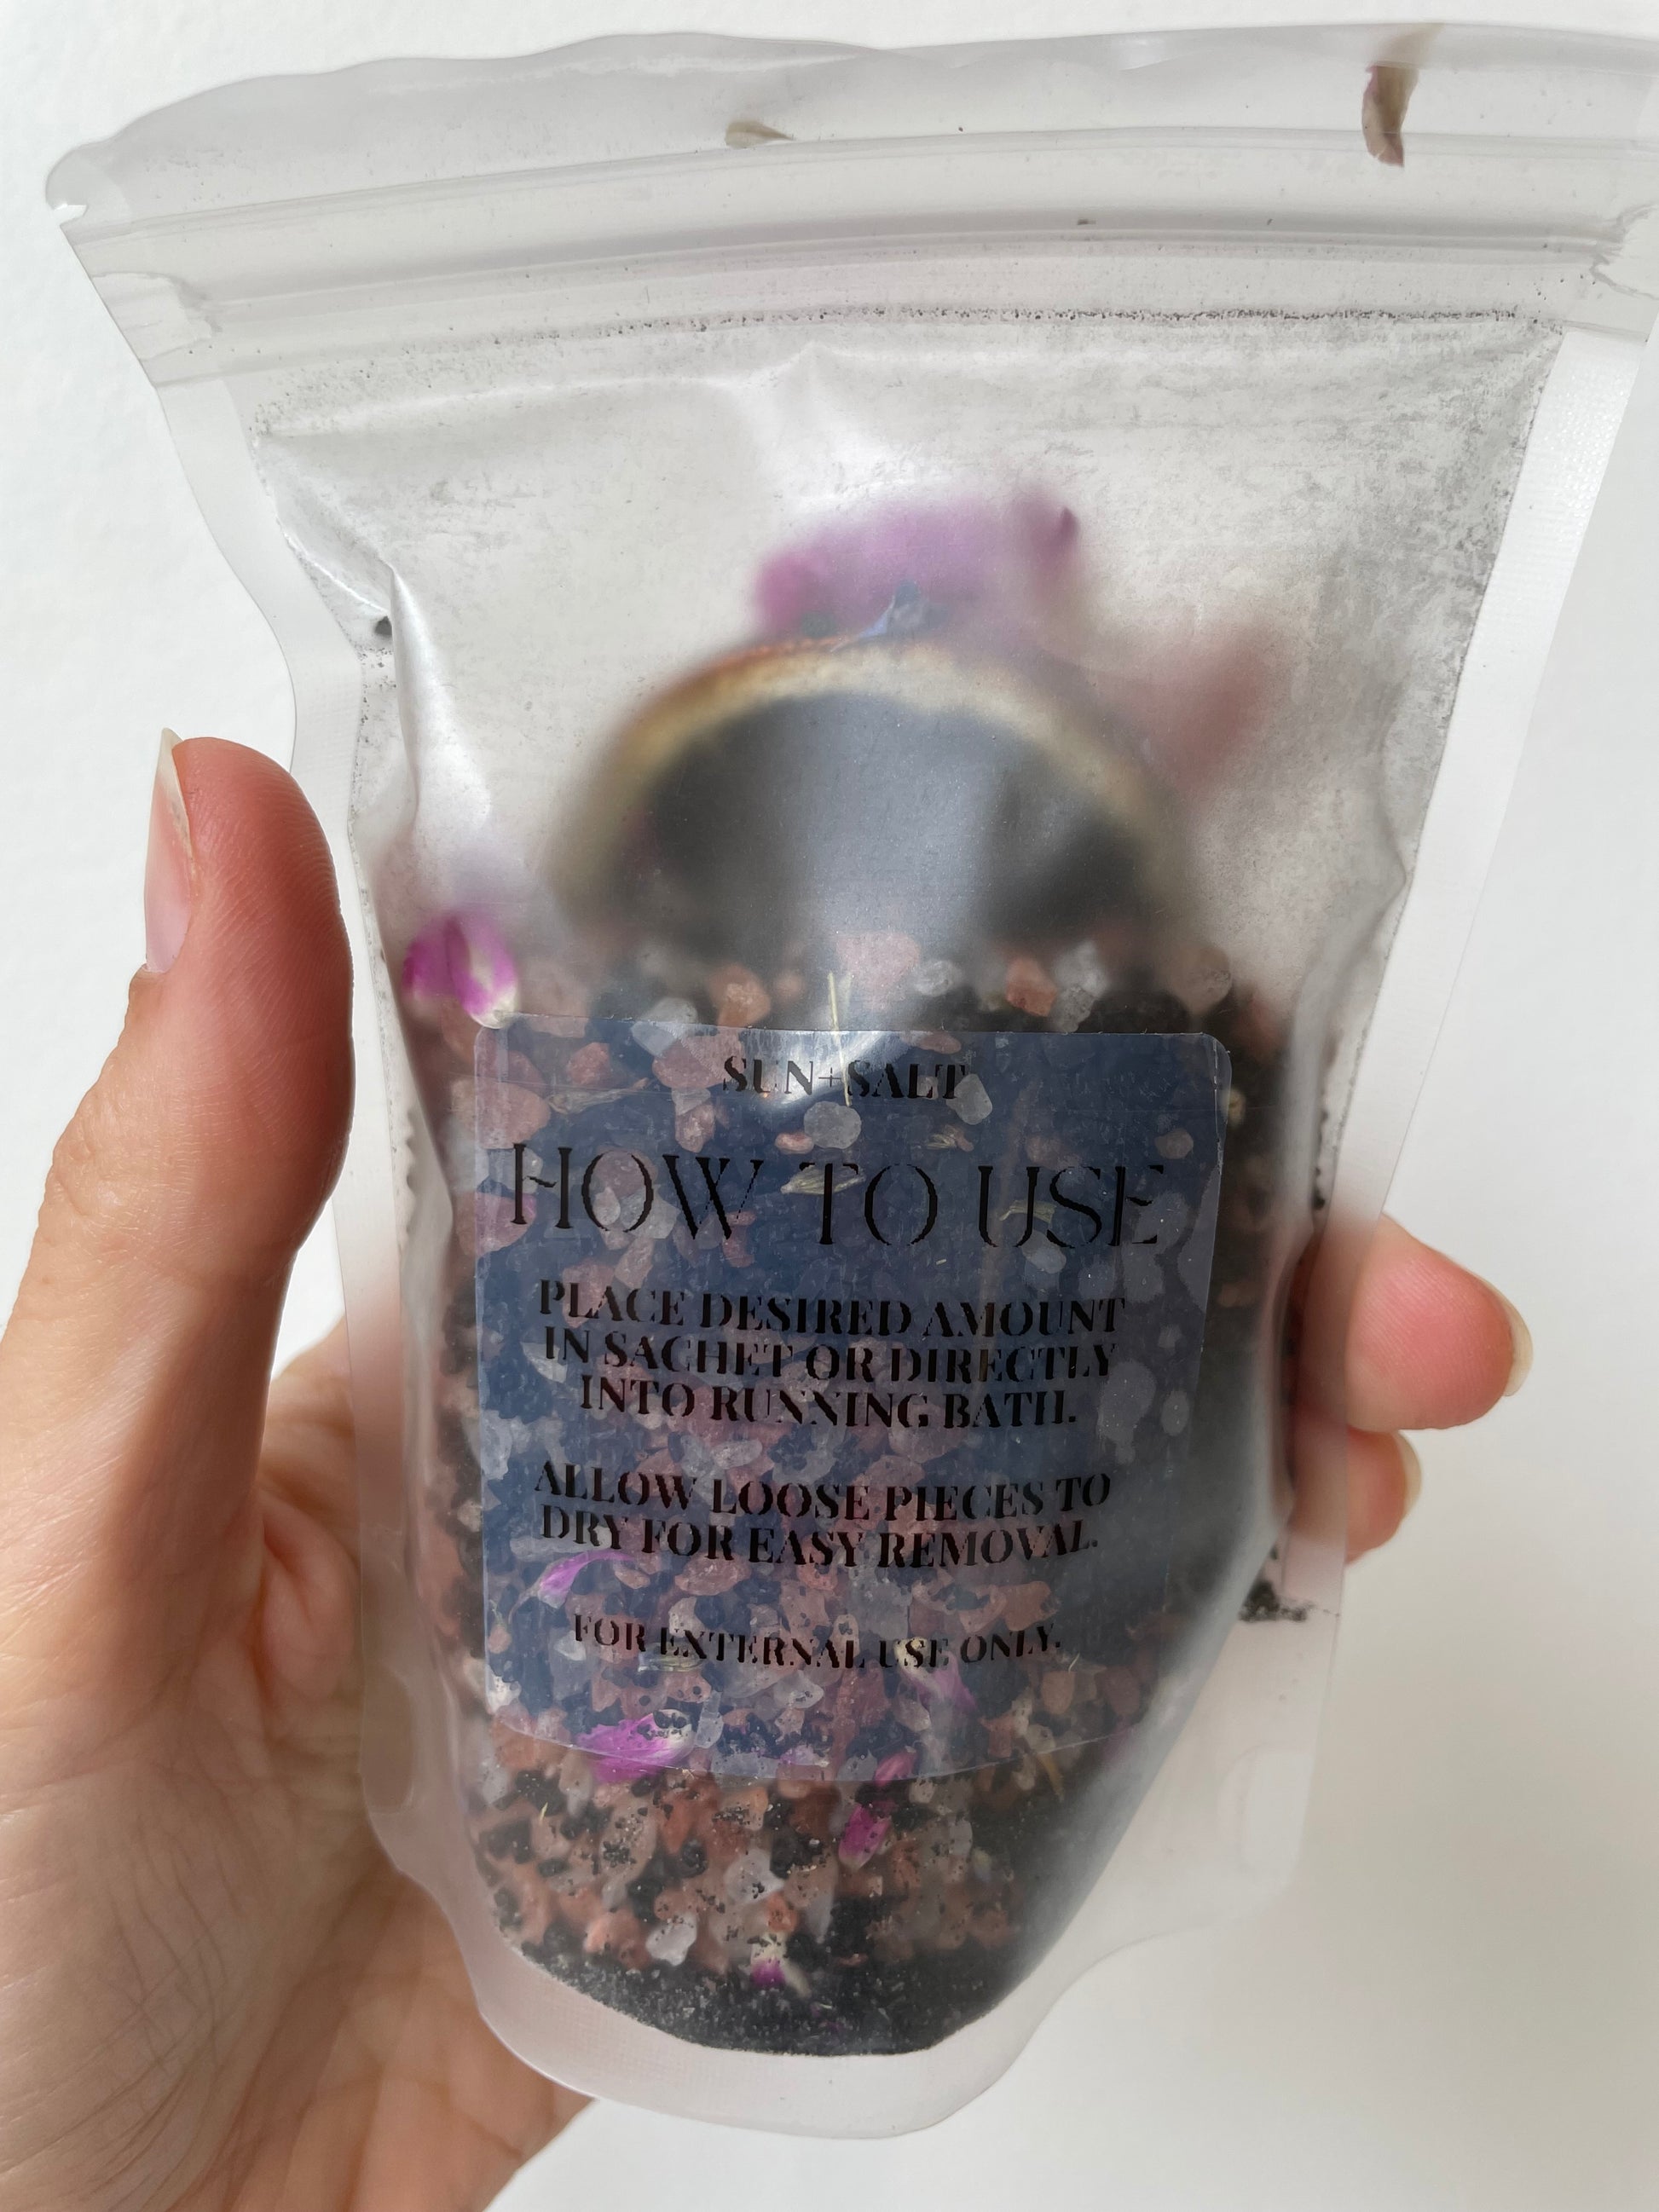 SUN+SALT
HOW TO USE
PLACE DESIRED AMOUNT
IN SACHET OR DIRECTLY
INTO RUNNING BATH.
ALLOW LOOSE PIECES TO
DRY FOR EASY REMOVAL.
FOR EXTERNAL USE ONLY.